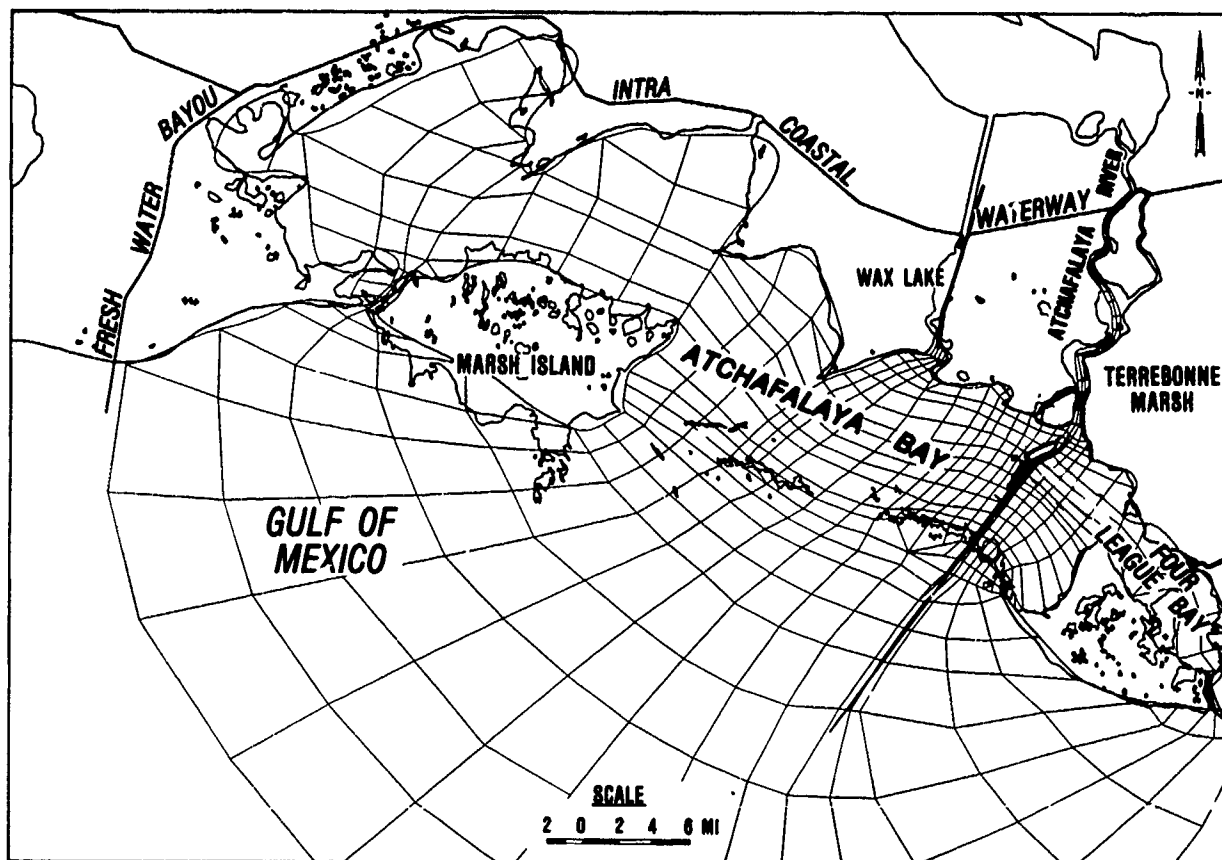 BAYOU
INTRA
COASTAL
WATERWAY
RIVER
-N-
WATER
FRESH
WAX LAKE
ATCHAFALAYA
MARSH ISLAND
ATCHAFALAYA BAY
TERREBONNE
MARSH
GULF OF
MEXICO
FOUR
LEAGUE BAY
SCALE
2 0 2 4 6 MI